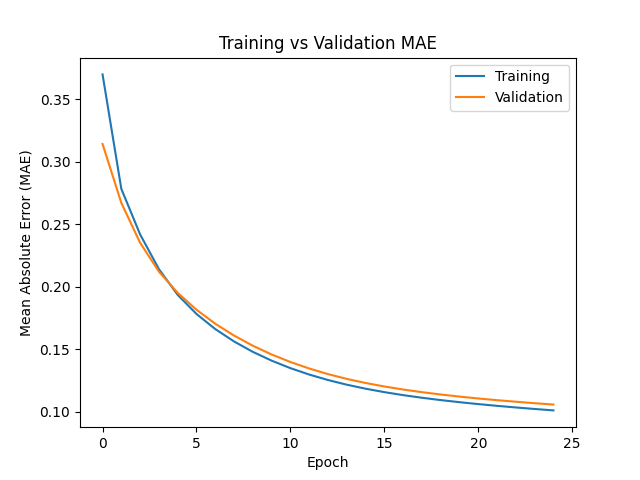 Training vs Validation MAE
Training
Validation
0.35
0.30
0.25
0.20
0.15
0.10
Mean Absolute Error (MAE)
0 5 10 15 20 25
Epoch